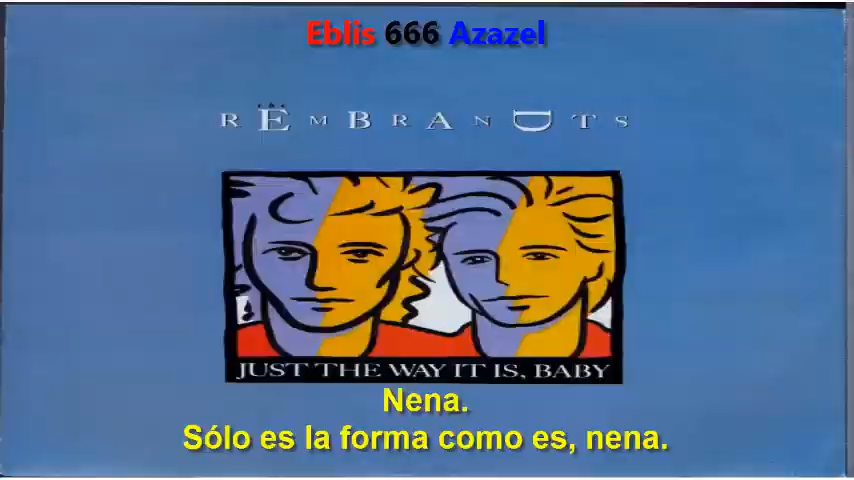 Eblis 666 Azazel
THE
REMBRANDTS
JUST THE WAY IT IS, BABY
Nena.
Sólo es la forma como es, nena.